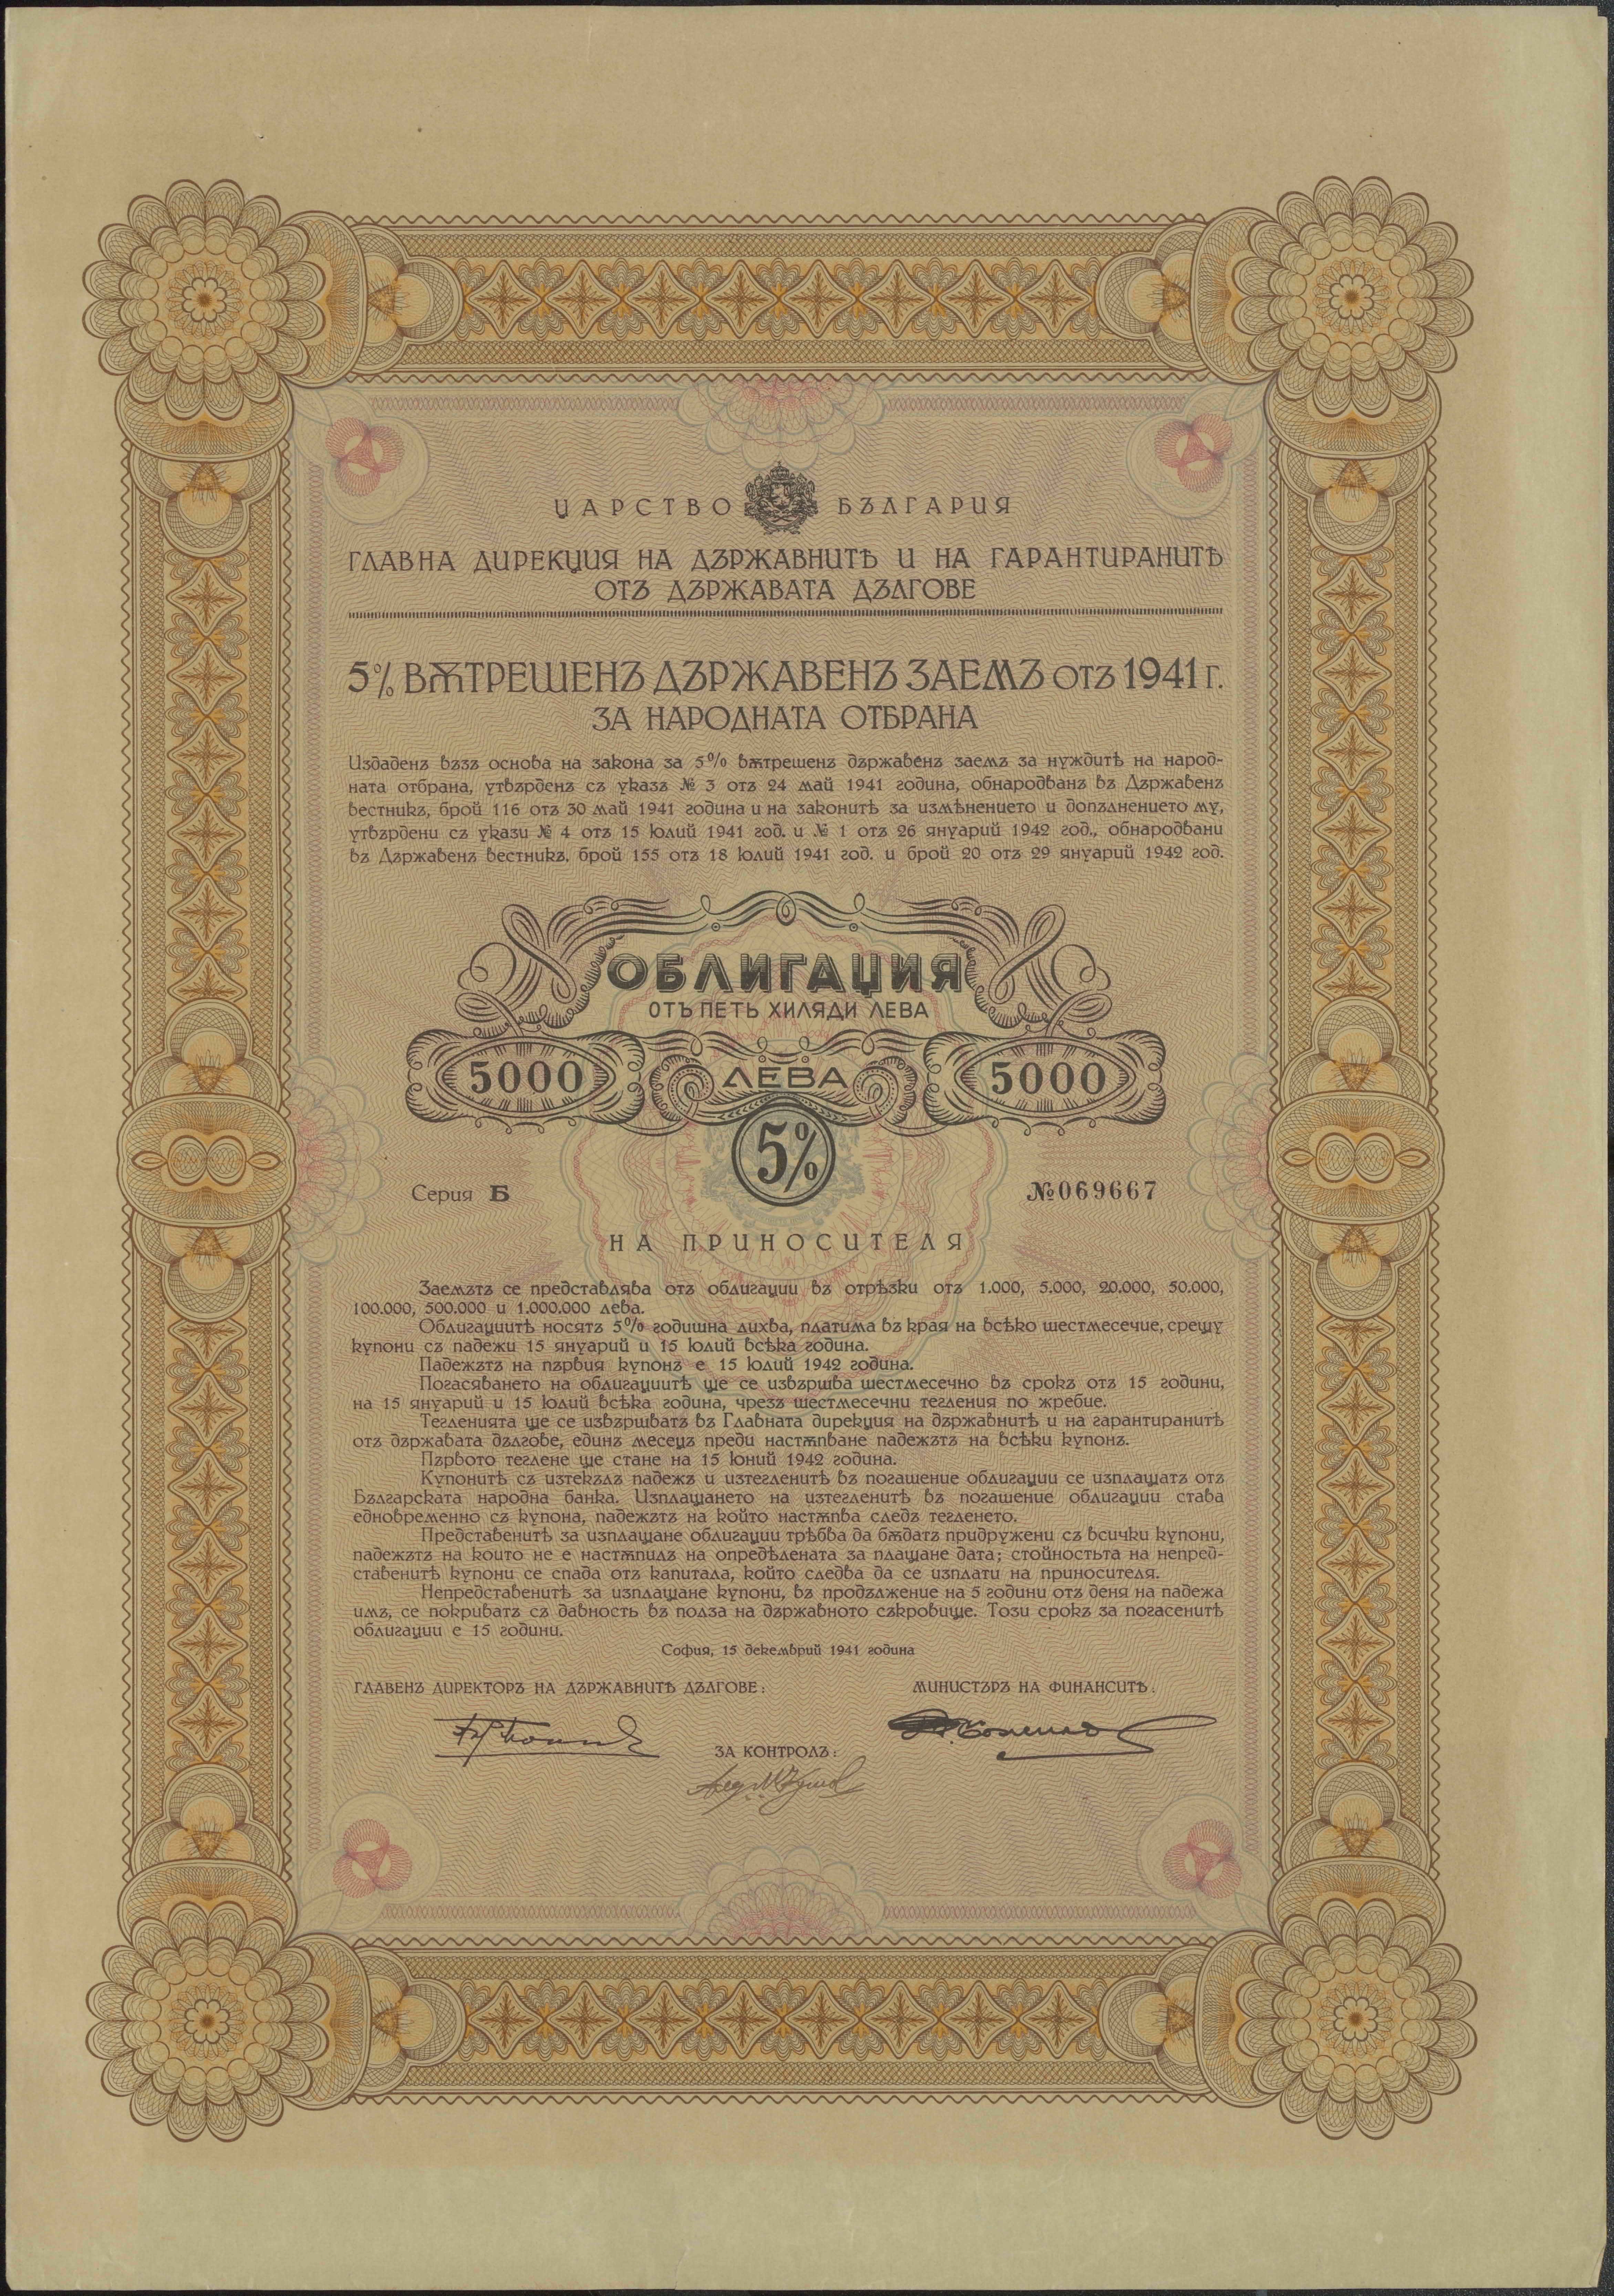 ЦАРСТВО БЪЛГАРИЯ
ГЛАВНА ДИРЕКЦИЯ НА ДЪРЖАВНИТѢ И НА ГАРАНТИРАНИТѢ
ОТЪ ДЪРЖАВАТА ДЪЛГОВЕ
5% ВѪТРЕШЕНЪ ДЪРЖАВЕНЪ ЗАЕМЪ ОТЪ 1941 Г.
ЗА НАРОДНАТА ОТБРАНА
Издаденъ възъ основа на закона за 5% вѫтрешенъ държавенъ заемъ за нуждитѣ на народ-
ната отбрана, утвърденъ съ указъ № 3 отъ 24 май 1941 година, обнародванъ въ Държавенъ
вестникъ, брой 116 отъ 30 май 1941 година и на законитѣ за измѣнението и допълнението му,
утвърдени съ укази № 4 отъ 15 юлий 1941 год. и № 1 отъ 26 януарий 1942 год., обнародвани
въ Държавенъ вестникъ, брой 155 отъ 18 юлий 1941 год. и брой 20 отъ 29 януарий 1942 год.
ОБЛИГАЦИЯ
ОТЪ ПЕТЬ ХИЛЯДИ ЛЕВА
5000 ЛЕВА 5000
5%
Серия Б №069667
НА ПРИНОСИТЕЛЯ
Заемътъ се представлява отъ облигации въ отрѣзки отъ 1.000, 5.000, 20.000, 50.000,
100.000, 500.000 и 1.000.000 лева.
Облигациитѣ носятъ 5% годишна лихва, платима въ края на всѣко шестмесечие, срещу
купони съ падежи 15 януарий и 15 юлий всѣка година.
Падежътъ на първия купонъ е 15 юлий 1942 година.
Погасяването на облигациитѣ ще се извършва шестмесечно въ срокъ отъ 15 години,
на 15 януарий и 15 юлий всѣка година, чрезъ шестмесечни тегления по жребие.
Тегленията ще се извършватъ въ Главната дирекция на държавнитѣ и на гарантиранитѣ
отъ държавата дългове, единъ месецъ преди настѫпване падежътъ на всѣки купонъ.
Първото теглене ще стане на 15 юний 1942 година.
Купонитѣ съ изтекълъ падежъ и изтегленитѣ въ погашение облигации се изплащатъ отъ
Българската народна банка. Изплащането на изтегленитѣ въ погашение облигации става
едновременно съ купона, падежътъ на който настѫпва следъ тегленето.
Представенитѣ за изплащане облигации трѣбва да бѫдатъ придружени съ всички купони,
падежътъ на които не е настѫпилъ на опредѣлената за плащане дата; стойностьта на непред-
ставенитѣ купони се спада отъ капитала, който следва да се изплати на приносителя.
Непредставенитѣ за изплащане купони, въ продължение на 5 години отъ деня на падежа
имъ, се покриватъ съ давность въ полза на държавното съкровище. Този срокъ за погасенитѣ
облигации е 15 години.
София, 15 декемврий 1941 година
ГЛАВЕНЪ ДИРЕКТОРЪ НА ДЪРЖАВНИТѢ ДЪЛГОВЕ: МИНИСТЪРЪ НА ФИНАНСИТѢ:
ЗА КОНТРОЛЪ: